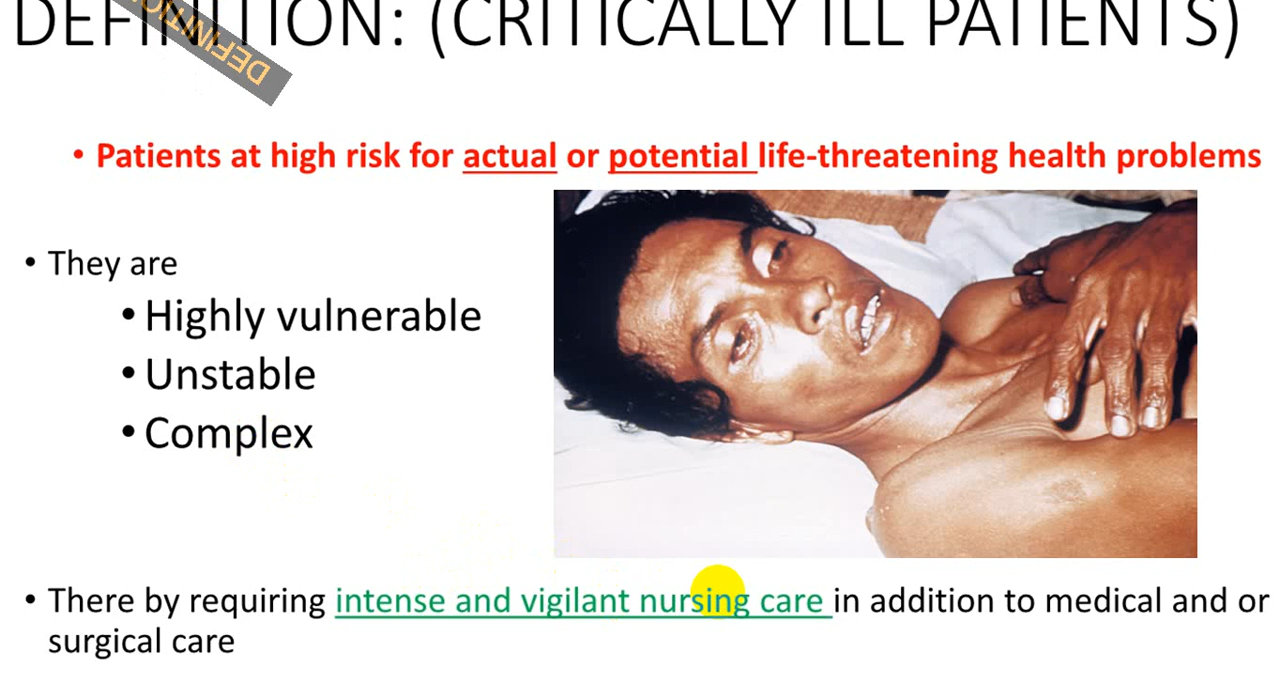 DEFINITION: (CRITICALLY ILL PATIENTS)
DEFINITIO
• Patients at high risk for actual or potential life-threatening health problems
• They are
• Highly vulnerable
• Unstable
• Complex
• There by requiring intense and vigilant nursing care in addition to medical and or
surgical care